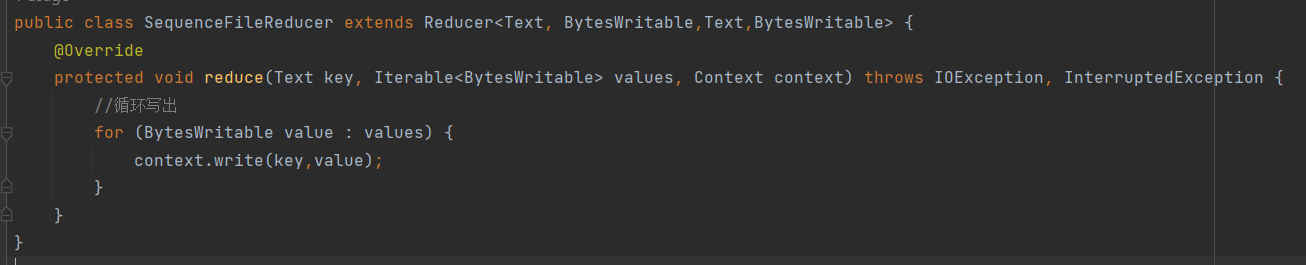 public class SequenceFileReducer extends Reducer<Text, BytesWritable,Text,BytesWritable> {
@Override
protected void reduce(Text key, Iterable<BytesWritable> values, Context context) throws IOException, InterruptedException {
//循环写出
for (BytesWritable value : values) {
context.write(key,value);
}
}
}